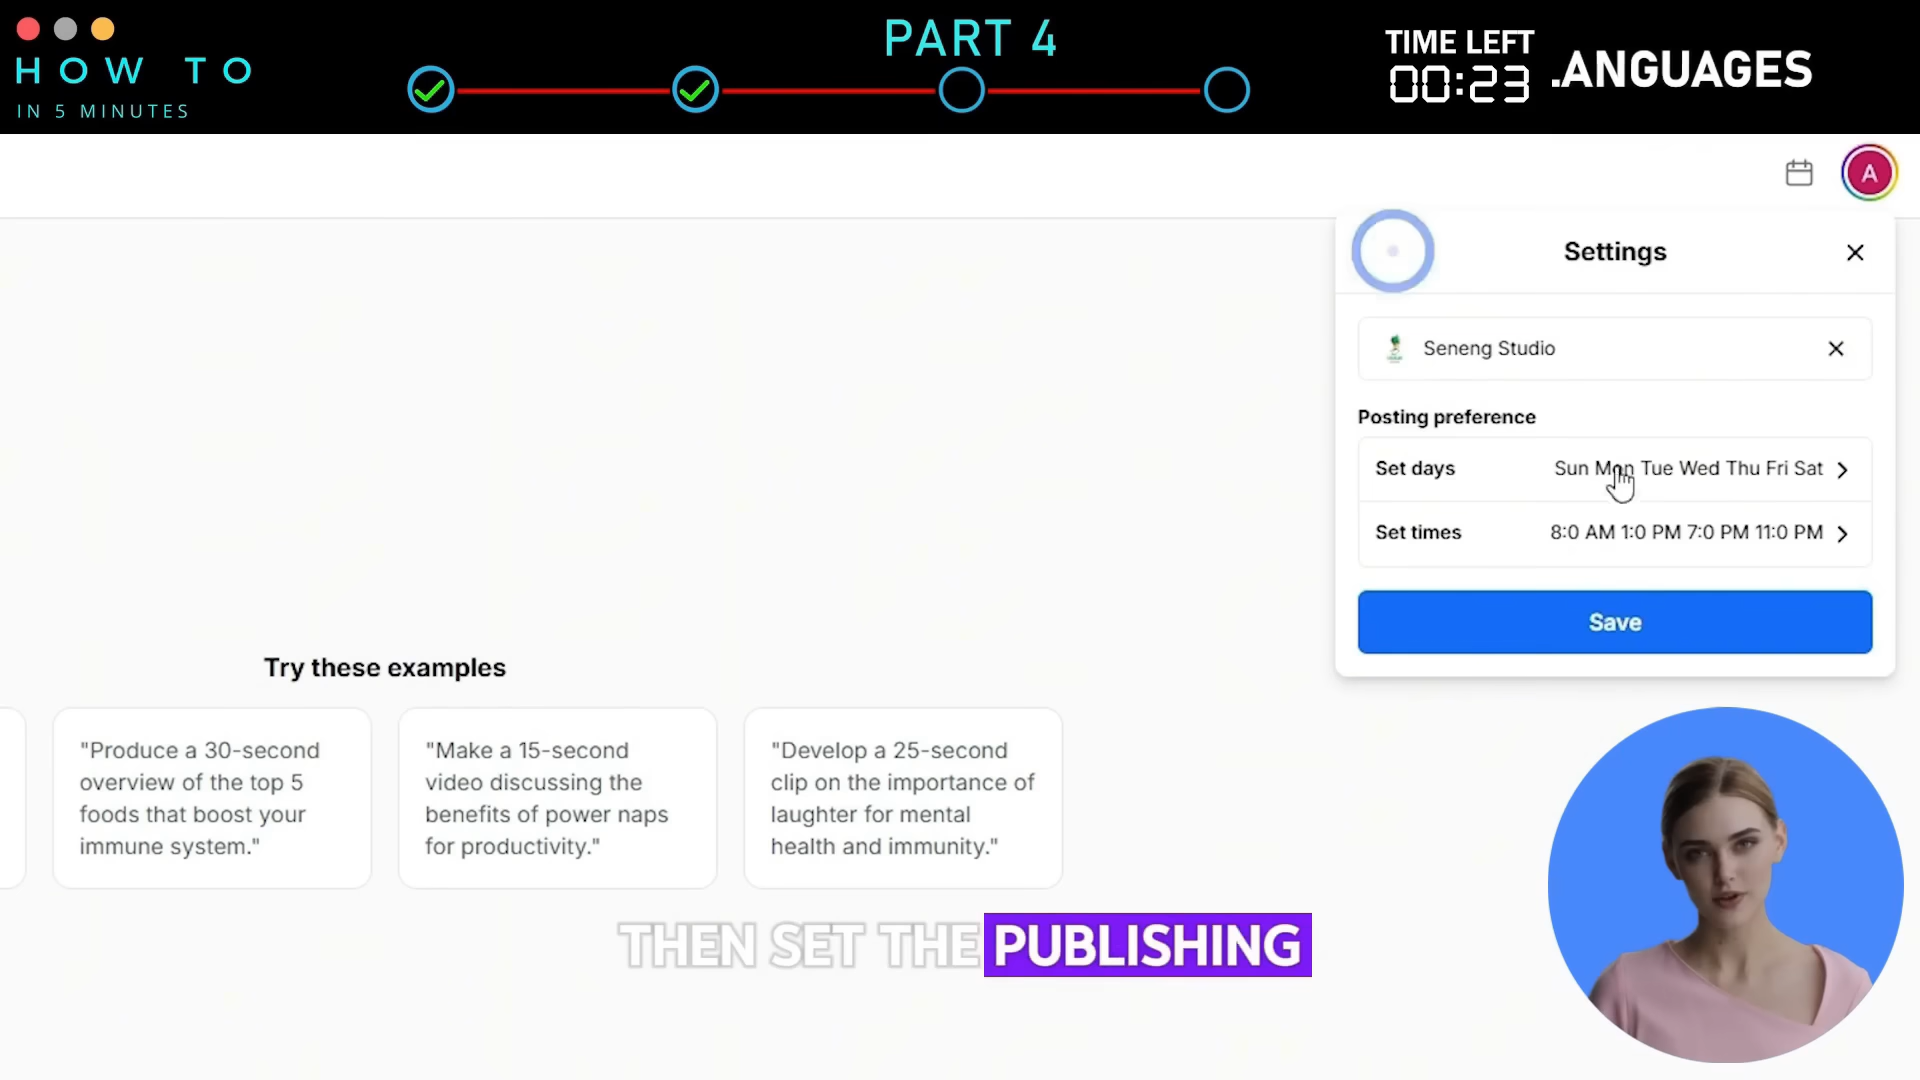 HOW TO
IN 5 MINUTES
PART 4
TIME LEFT
00:23
.ANGUAGES
A
Settings
Seneng Studio
Posting preference
Set days Sun Mon Tue Wed Thu Fri Sat
Set times 8:0 AM 1:0 PM 7:0 PM 11:0 PM
Save
Try these examples
"Produce a 30-second
overview of the top 5
foods that boost your
immune system."
"Make a 15-second
video discussing the
benefits of power naps
for productivity."
"Develop a 25-second
clip on the importance of
laughter for mental
health and immunity."
THEN SET THE PUBLISHING